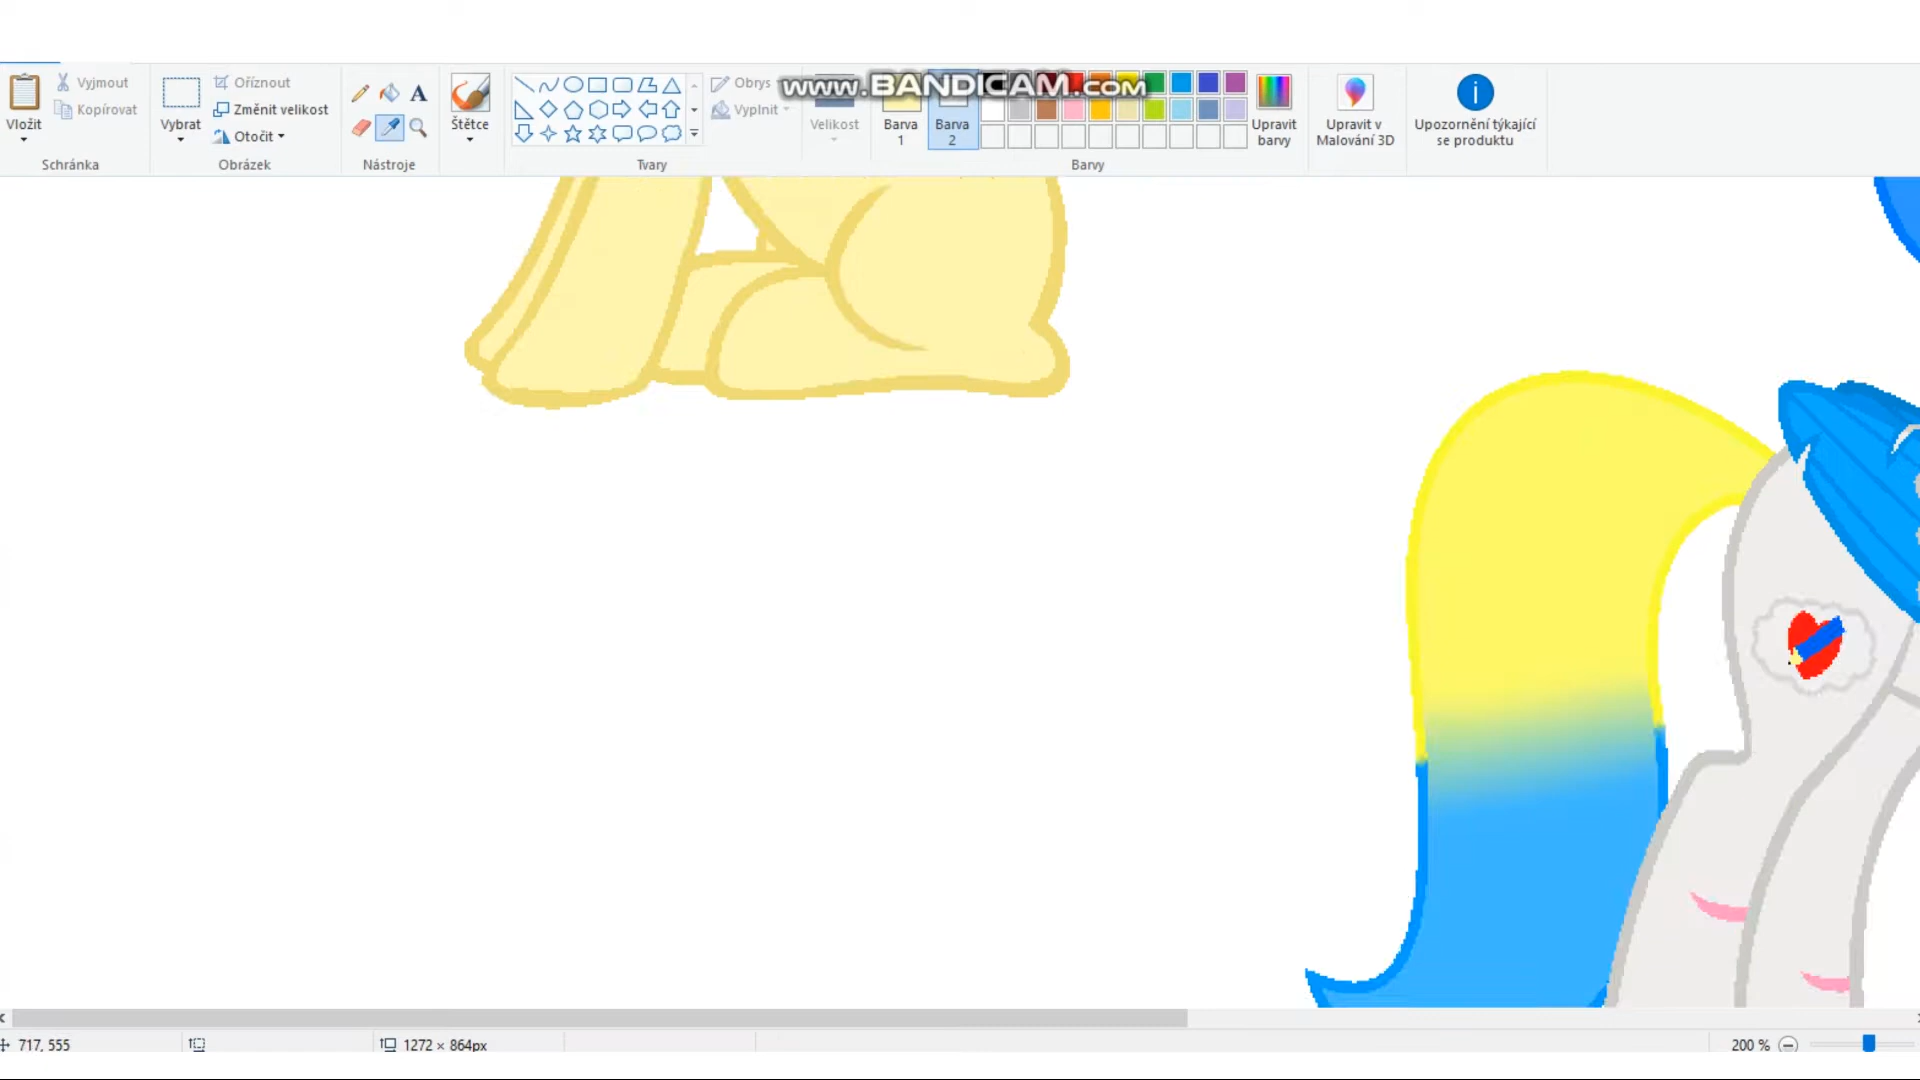 www.BANDICAM.com
Vložit
Vyjmout
Kopírovat
Schránka
Vybrat
Oříznout
Změnit velikost
Otočit
Obrázek
A
Nástroje
Štětce
Obrys
Vyplnit
Tvary
Velikost
Barva 1
Barva 2
Upravit barvy
Barvy
Upravit v Malování 3D
Upozornění týkající se produktu
717, 555
1272 × 864px
200 %